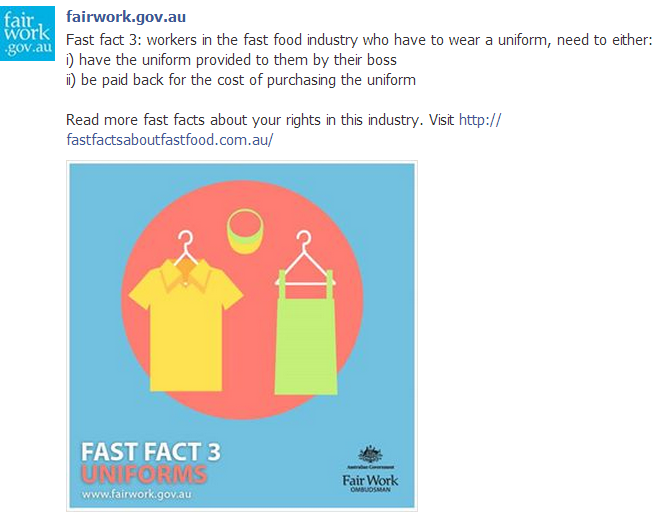 fair
work
.gov.au
fairwork.gov.au
Fast fact 3: workers in the fast food industry who have to wear a uniform, need to either:
i) have the uniform provided to them by their boss
ii) be paid back for the cost of purchasing the uniform
Read more fast facts about your rights in this industry. Visit http://
fastfactsaboutfastfood.com.au/
FAST FACT 3
UNIFORMS
www.fairwork.gov.au
Australian Government
Fair Work
OMBUDSMAN